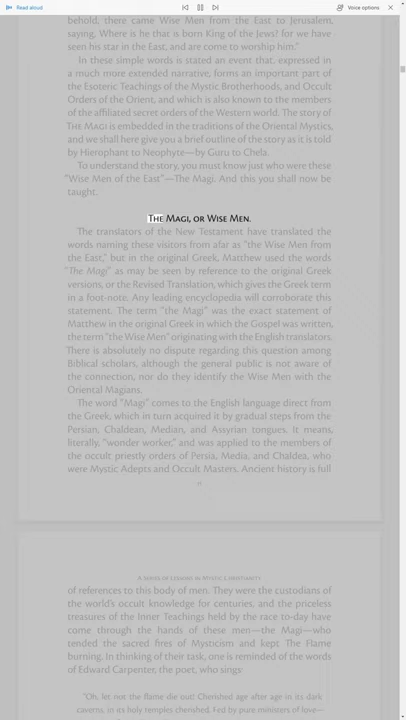 Read aloud
Voice options
behold, there came Wise Men from the East to Jerusalem,
saying, Where is he that is born King of the Jews? for we have
seen his star in the East, and are come to worship him."
In these simple words is stated an event that, expressed in
a much more extended narrative, forms an important part of
the Esoteric Teachings of the Mystic Brotherhoods, and Occult
Orders of the Orient, and which is also known to the members
of the affiliated secret orders of the Western world. The story of
THE MAGI is embedded in the traditions of the Oriental Mystics,
and we shall here give you a brief outline of the story as it is told
by Hierophant to Neophyte—by Guru to Chela.
To understand the story, you must know just who were these
"Wise Men of the East"—The Magi. And this you shall now be
taught.
THE MAGI, OR WISE MEN.
The translators of the New Testament have translated the
words naming these visitors from afar as "the Wise Men from
the East," but in the original Greek, Matthew used the words
"The Magi" as may be seen by reference to the original Greek
versions, or the Revised Translation, which gives the Greek term
in a foot-note. Any leading encyclopedia will corroborate this
statement. The term "the Magi" was the exact statement of
Matthew in the original Greek in which the Gospel was written,
the term "the Wise Men" originating with the English translators.
There is absolutely no dispute regarding this question among
Biblical scholars, although the general public is not aware of
the connection, nor do they identify the Wise Men with the
Oriental Magians.
The word "Magi" comes to the English language direct from
the Greek, which in turn acquired it by gradual steps from the
Persian, Chaldean, Median, and Assyrian tongues. It means,
literally, "wonder worker," and was applied to the members of
the occult priestly orders of Persia, Media, and Chaldea, who
were Mystic Adepts and Occult Masters. Ancient history is full
A SERIES OF LESSONS IN MYSTIC CHRISTIANITY
of references to this body of men. They were the custodians of
the world's occult knowledge for centuries, and the priceless
treasures of the Inner Teachings held by the race to-day have
come through the hands of these men—the Magi—who
tended the sacred fires of Mysticism and kept The Flame
burning. In thinking of their task, one is reminded of the words
of Edward Carpenter, the poet, who sings:
"Oh, let not the flame die out! Cherished age after age in its dark
caverns, in its holy temples cherished. Fed by pure ministers of love—